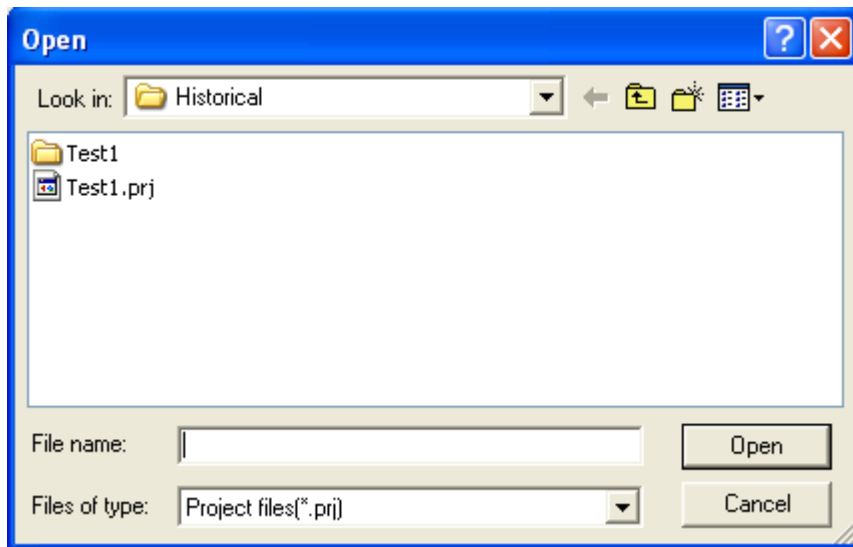 Open
Look in: Historical
Test1
Test1.prj
File name: Open
Files of type: Project files(*.prj) Cancel